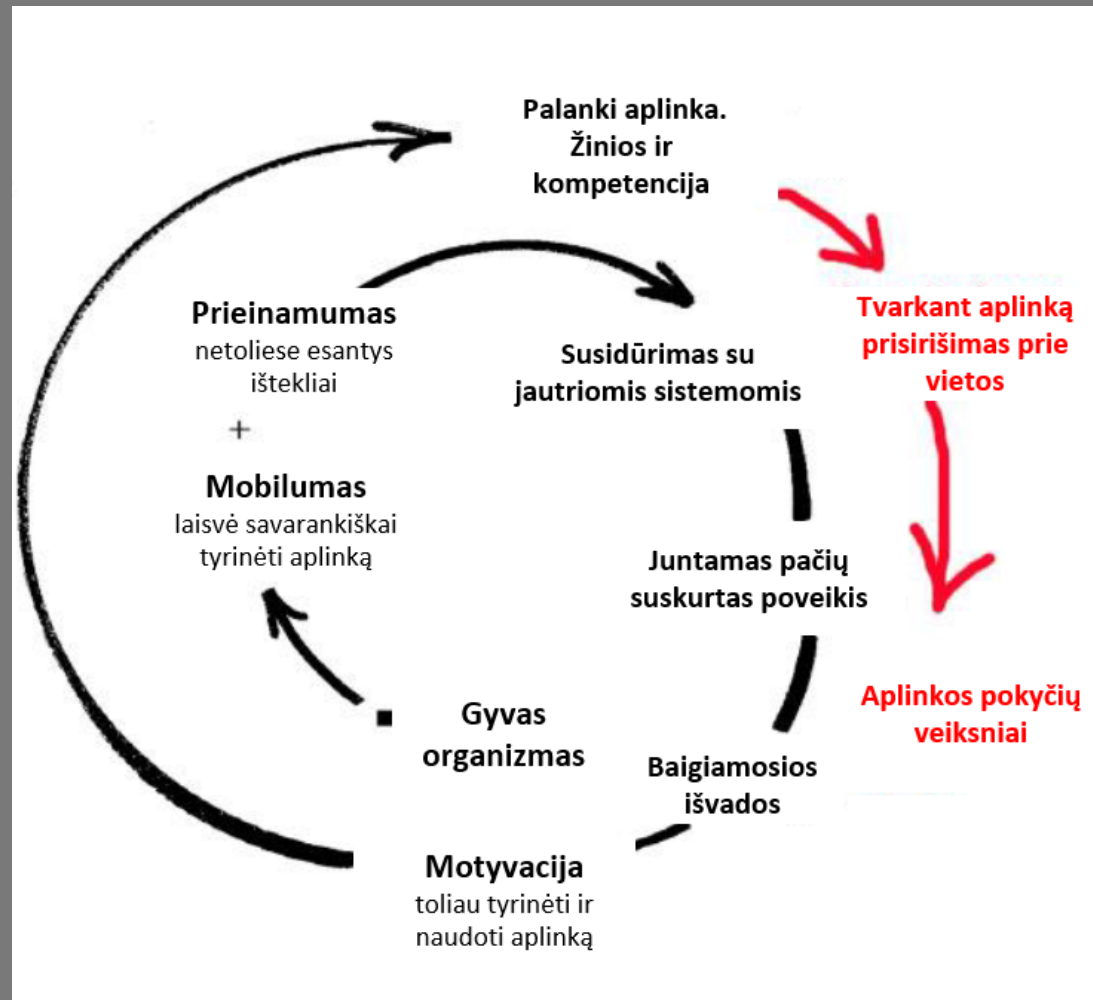 Palanki aplinka.
Žinios ir
kompetencija
Tvarkant aplinką
prisirišimas prie
vietos
Prieinamumas
netoliese esantys
ištekliai
+
Mobilumas
laisvė savarankiškai
tyrinėti aplinką
Susidūrimas su
jautriomis sistemomis
Juntamas pačių
suskurtas poveikis
Aplinkos pokyčių
veiksniai
Gyvas
organizmas
Baigiamosios
išvados
Motyvacija
toliau tyrinėti ir
naudoti aplinką